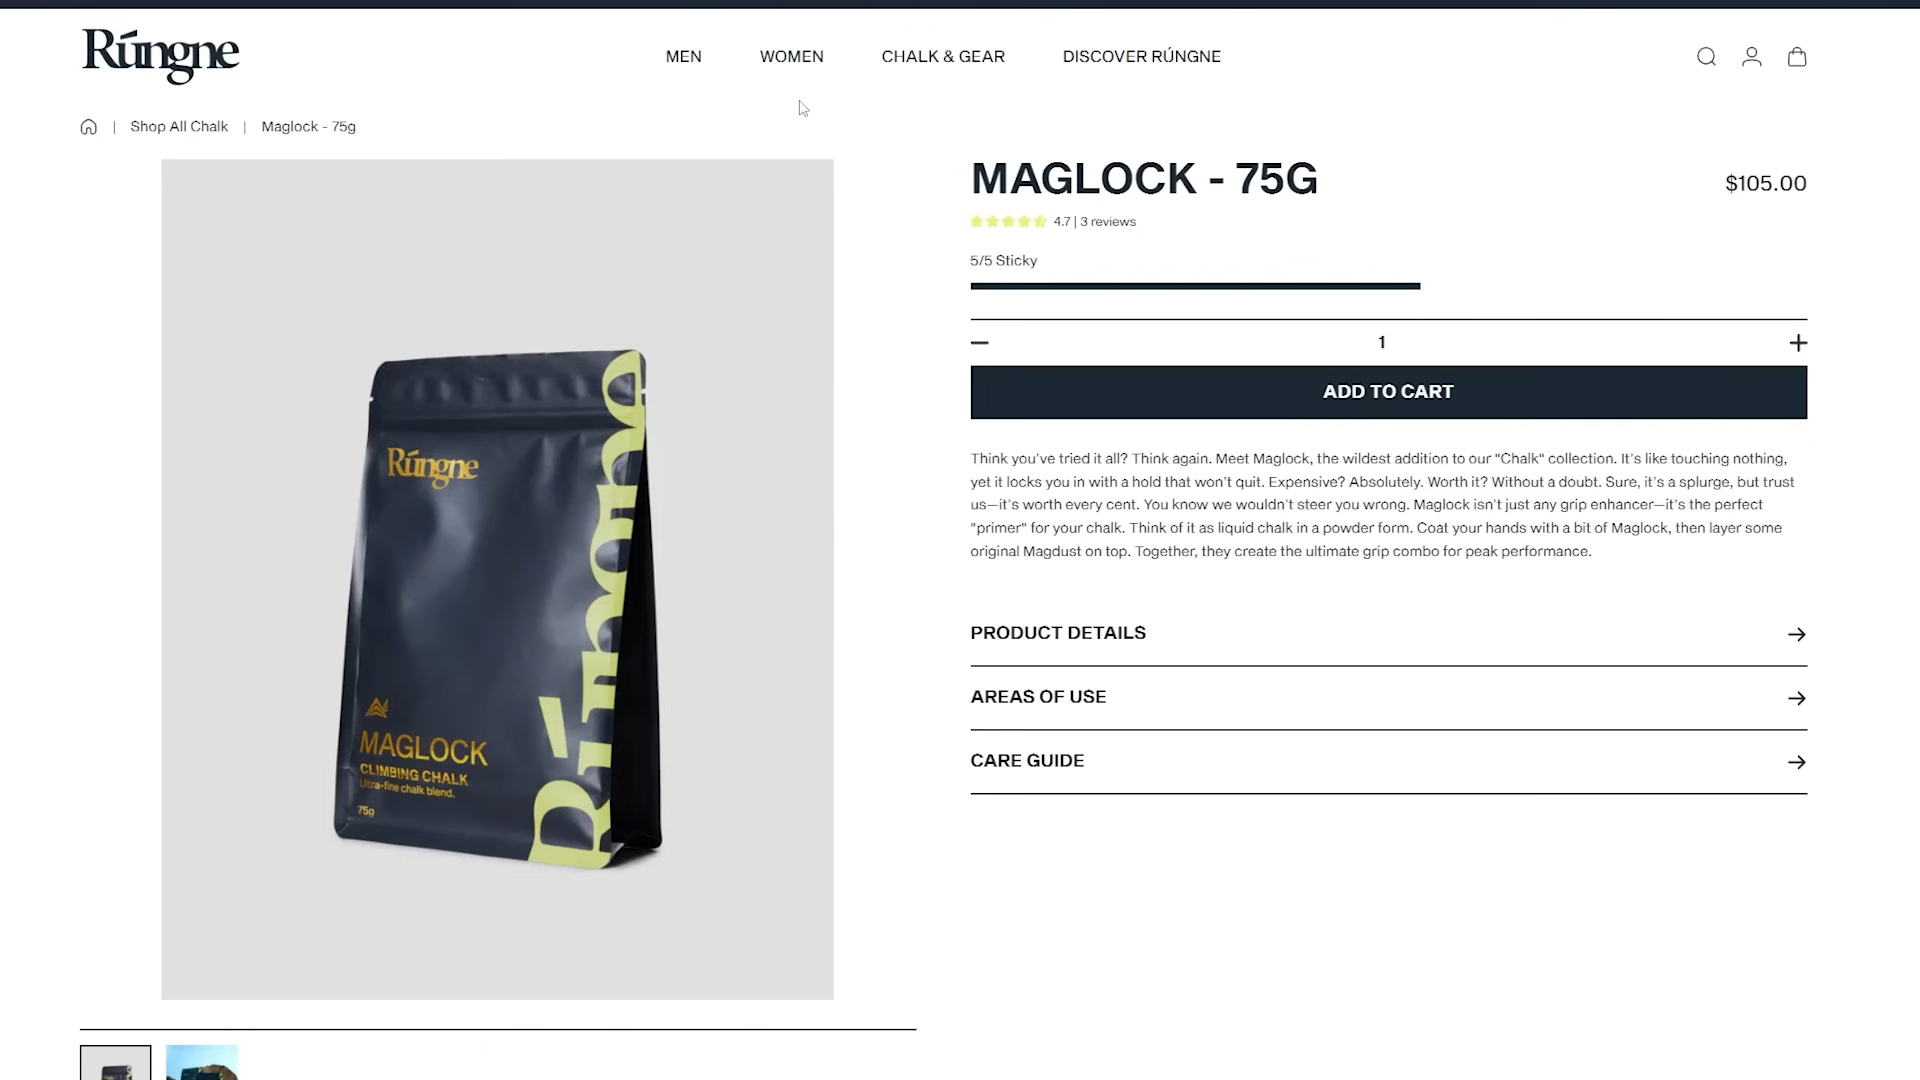 Rúngne
MEN
WOMEN
CHALK & GEAR
DISCOVER RÚNGNE
| Shop All Chalk | Maglock - 75g
MAGLOCK - 75G
$105.00
4.7 | 3 reviews
5/5 Sticky
1
ADD TO CART
Think you've tried it all? Think again. Meet Maglock, the wildest addition to our "Chalk" collection. It's like touching nothing,
yet it locks you in with a hold that won't quit. Expensive? Absolutely. Worth it? Without a doubt. Sure, it's a splurge, but trust
us—it's worth every cent. You know we wouldn't steer you wrong. Maglock isn't just any grip enhancer—it's the perfect
"primer" for your chalk. Think of it as liquid chalk in a powder form. Coat your hands with a bit of Maglock, then layer some
original Magdust on top. Together, they create the ultimate grip combo for peak performance.
PRODUCT DETAILS
AREAS OF USE
CARE GUIDE
Rúngne
Rúngne
MAGLOCK
CLIMBING CHALK
Ultra-fine chalk blend.
75g